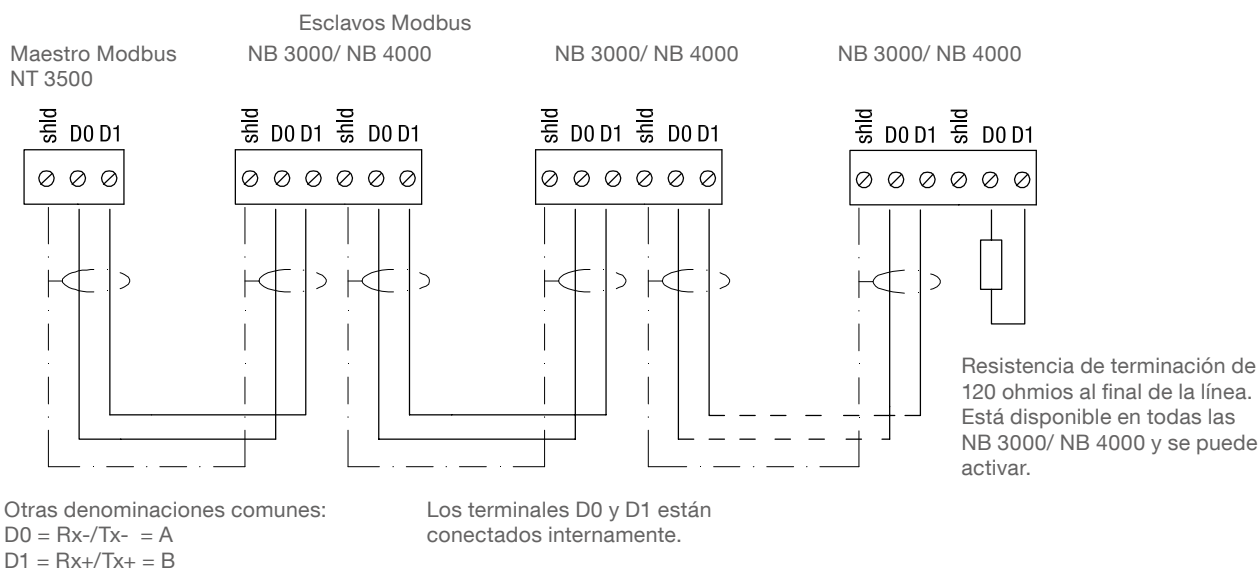 Esclavos Modbus
Maestro Modbus
NT 3500
NB 3000/ NB 4000
NB 3000/ NB 4000
NB 3000/ NB 4000
shld D0 D1
shld D0 D1 shld D0 D1
shld D0 D1 shld D0 D1
shld D0 D1 shld D0 D1
Resistencia de terminación de
120 ohmios al final de la línea.
Está disponible en todas las
NB 3000/ NB 4000 y se puede
activar.
Otras denominaciones comunes:
D0 = Rx-/Tx- = A
D1 = Rx+/Tx+ = B
Los terminales D0 y D1 están
conectados internamente.